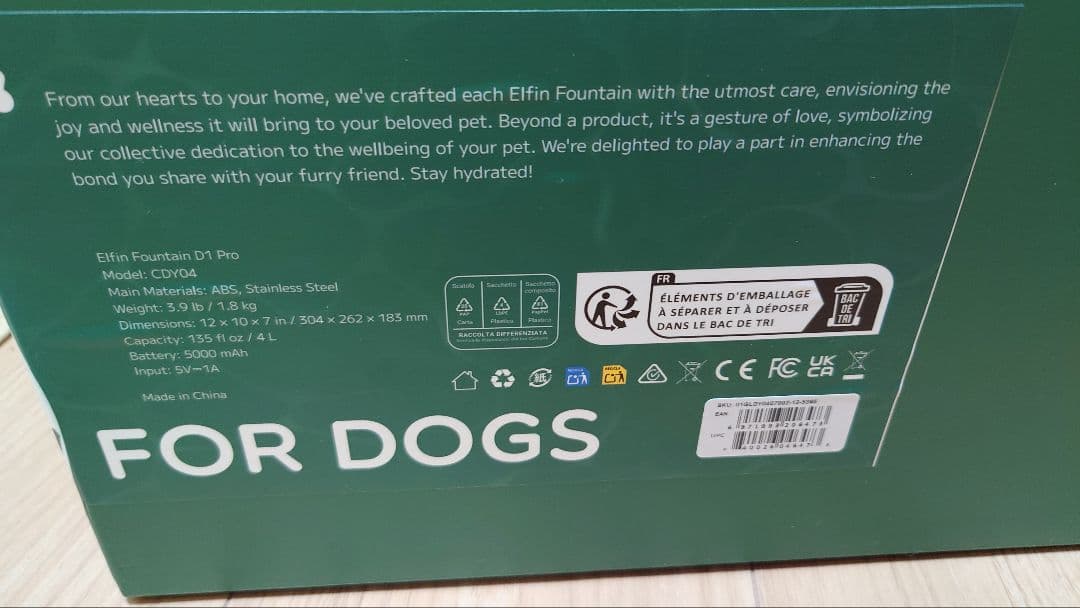 From our hearts to your home, we've crafted each Elfin Fountain with the utmost care, envisioning the
joy and wellness it will bring to your beloved pet. Beyond a product, it's a gesture of love, symbolizing
our collective dedication to the wellbeing of your pet. We're delighted to play a part in enhancing the
bond you share with your furry friend. Stay hydrated!
Elfin Fountain D1 Pro
Model: CDY04
Main Materials: ABS, Stainless Steel
Weight: 3.9 lb / 1.8 kg
Dimensions: 12 x 10 x 7 in / 304 x 262 x 183 mm
Capacity: 135 fl oz / 4 L
Battery: 5000 mAh
Input: 5V⎓1A
Made in China
Scatola Sacchetto Sacchetto composito
PAP LDPE
Carta Plastica Plastica
RACCOLTA DIFFERENZIATA
FR
ÉLÉMENTS D'EMBALLAGE
À SÉPARER ET À DÉPOSER
DANS LE BAC DE TRI
BAC
DE
TRI
紙
CE FC UK
CA
FOR DOGS
EAN
UPC